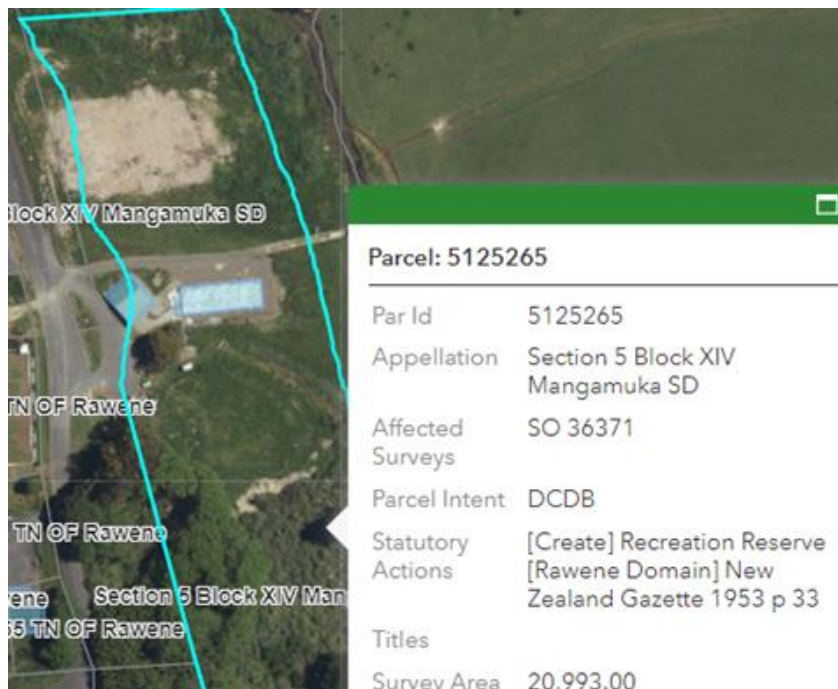 Block XIV Mangamuka SD
TN OF Rawene
TN OF Rawene
Section 5 Block XIV Man
TN OF Rawene
Parcel: 5125265
Par Id 5125265
Appellation Section 5 Block XIV
Mangamuka SD
Affected SO 36371
Surveys
Parcel Intent DCDB
Statutory [Create] Recreation Reserve
Actions [Rawene Domain] New
Zealand Gazette 1953 p 33
Titles
Survey Area 20,993.00